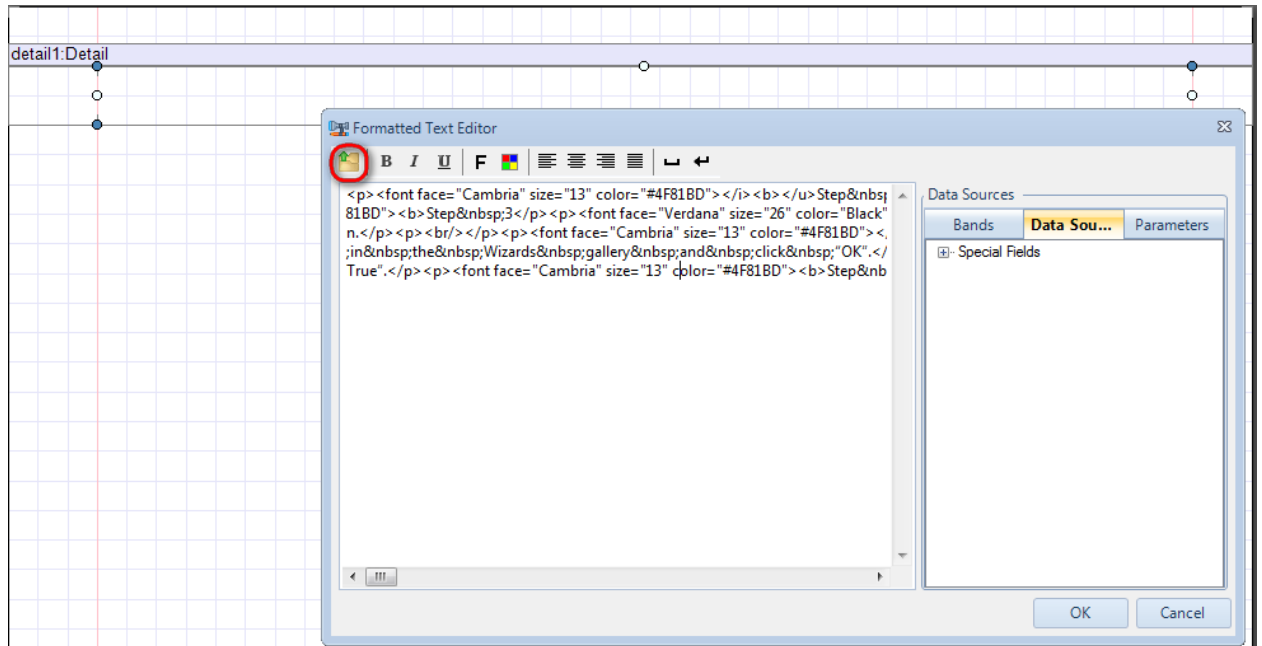 detail1:Detail
Formatted Text Editor
B I U F
<p><font face="Cambria" size="13" color="#4F81BD"></i><b></u>Step&nbsp;
81BD"><b>Step&nbsp;3</p><p><font face="Verdana" size="26" color="Black"
n.</p><p><br/></p><p><font face="Cambria" size="13" color="#4F81BD"><,
;in&nbsp;the&nbsp;Wizards&nbsp;gallery&nbsp;and&nbsp;click&nbsp;"OK".</
True".</p><p><font face="Cambria" size="13" color="#4F81BD"><b>Step&nb
Data Sources
Bands Data Sou... Parameters
Special Fields
OK Cancel